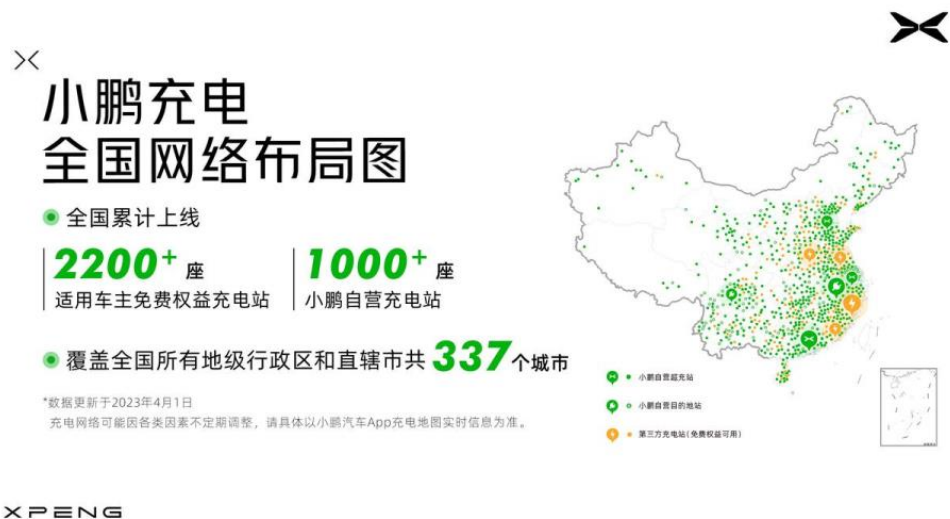 小鹏充电
全国网络布局图
全国累计上线
2200+ 座
适用车主免费权益充电站
1000+ 座
小鹏自营充电站
覆盖全国所有地级行政区和直辖市共 337 个城市
*数据更新于2023年4月1日
充电网络可能因各类因素不定期调整，请具体以小鹏汽车App充电地图实时信息为准。
小鹏自营超充站
小鹏自营目的地站
第三方充电站（免费权益可用）
XPENG